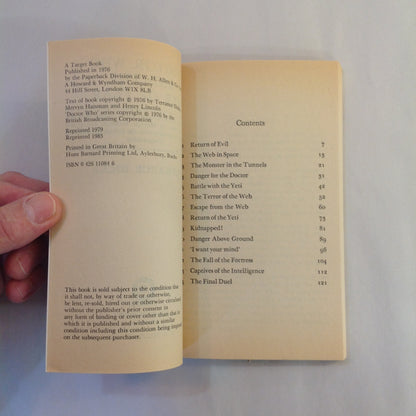 A Target Book
Published in 1976
by the Paperback Division of W. H. Allen & Co.
A Howard & Wyndham Company
44 Hill Street, London W1X 8LB
Text of book copyright © 1976 by Terrance
Mervyn Haisman and Henry Lincoln
'Doctor Who' series copyright © 1976 by the
British Broadcasting Corporation
Reprinted 1979
Reprinted 1983
Printed in Great Britain by
Hunt Barnard Printing Ltd, Aylesbury, Bucks
ISBN 0 426 11084 6
This book is sold subject to the condition that
it shall not, by way of trade or otherwise,
be lent, re-sold, hired out or otherwise circulated
without the publisher's prior consent in
any form of binding or cover other than that in
which it is published and without a similar
condition including this condition being imposed
on the subsequent purchaser.
Contents
Return of Evil 7
The Web in Space 13
The Monster in the Tunnels 21
Danger for the Doctor 31
Battle with the Yeti 42
The Terror of the Web 52
Escape from the Web 60
Return of the Yeti 73
Kidnapped! 81
Danger Above Ground 89
'I want your mind' 98
The Fall of the Fortress 104
Captives of the Intelligence 112
The Final Duel 121